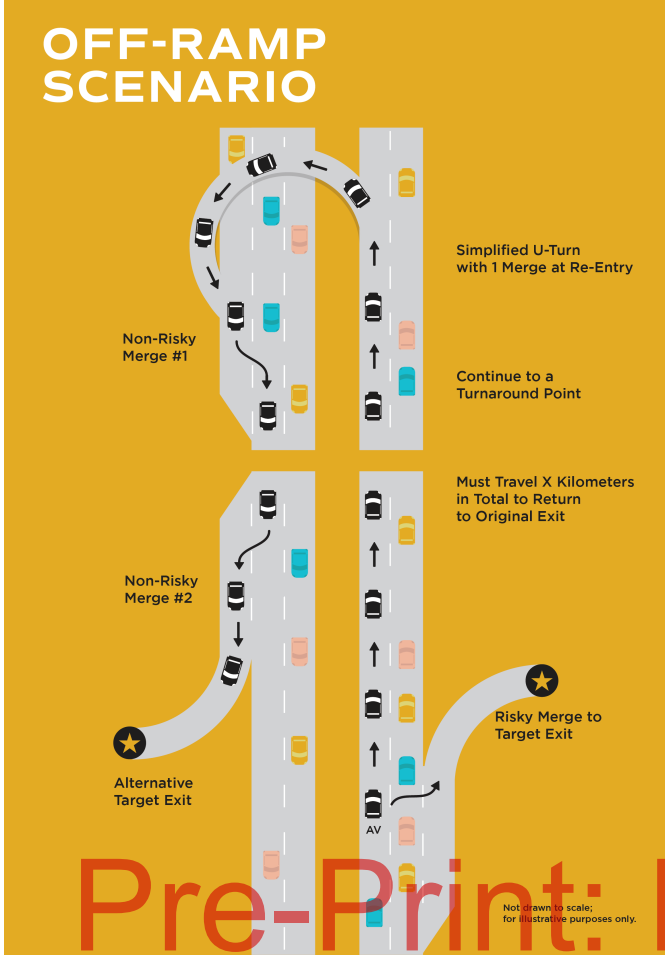 OFF-RAMP
SCENARIO
Simplified U-Turn
with 1 Merge at Re-Entry
Non-Risky
Merge #1
Continue to a
Turnaround Point
Must Travel X Kilometers
in Total to Return
to Original Exit
Non-Risky
Merge #2
Risky Merge to
Target Exit
Alternative
Target Exit
AV
Pre-Print:
Not drawn to scale;
for illustrative purposes only.